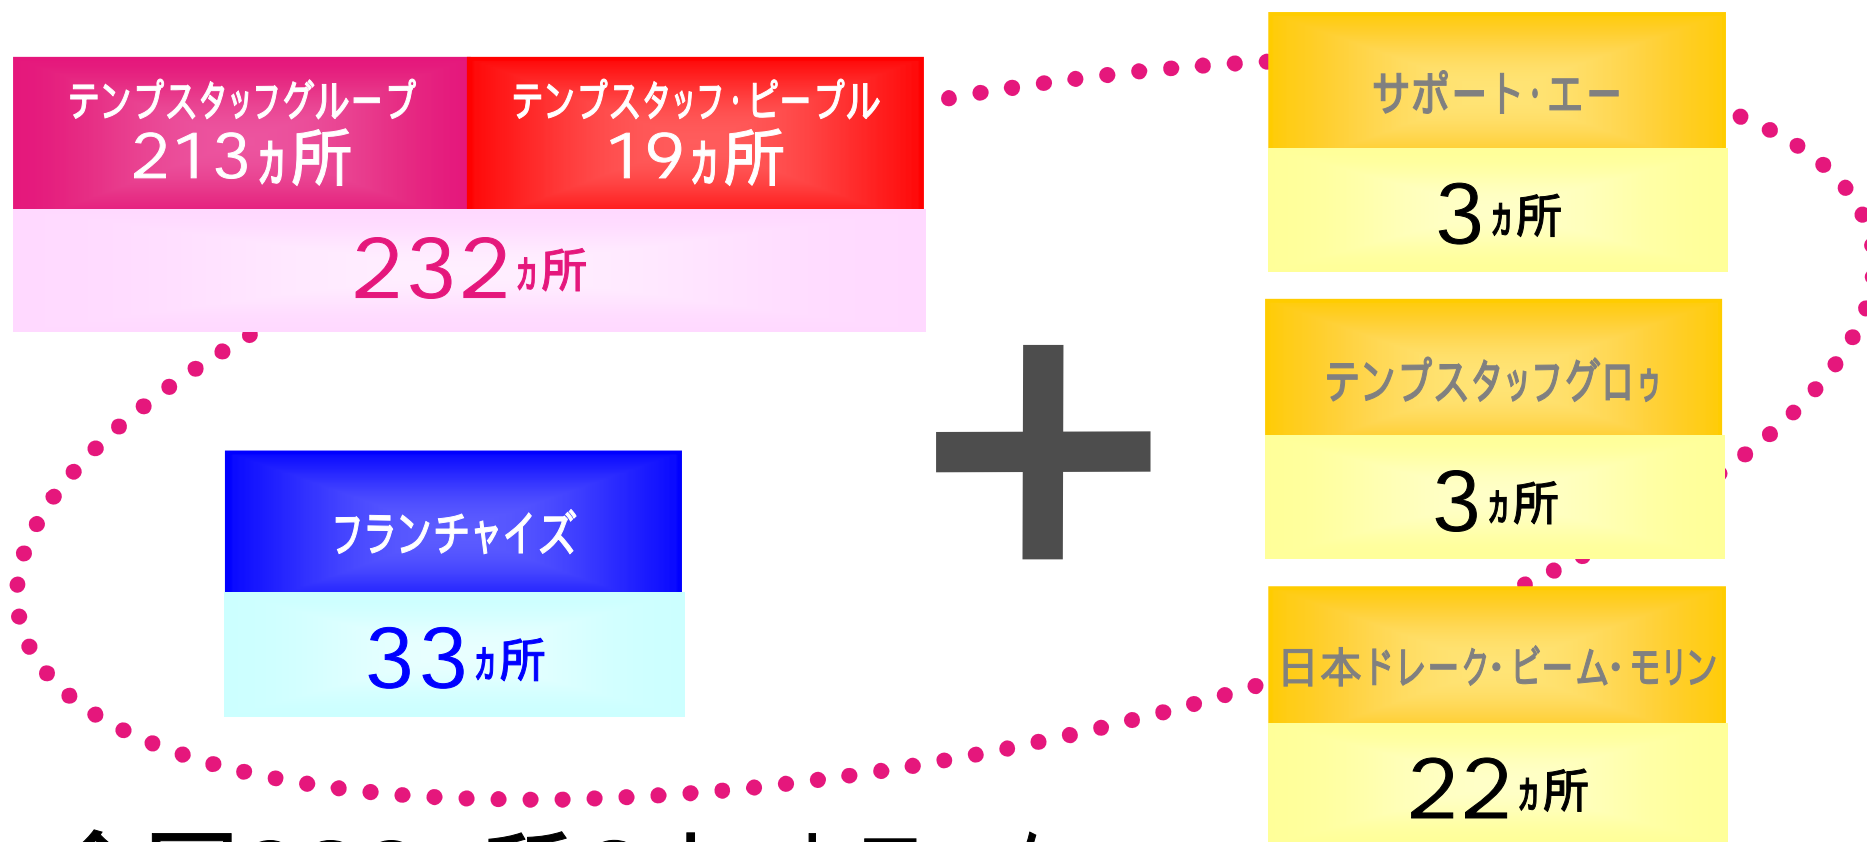 テンプスタッフグループ
213ヵ所
テンプスタッフ・ピープル
19ヵ所
232ヵ所
フランチャイズ
33ヵ所
サポート・エー
3ヵ所
テンプスタッフグロゥ
3ヵ所
日本ドレーク・ビーム・モリン
22ヵ所